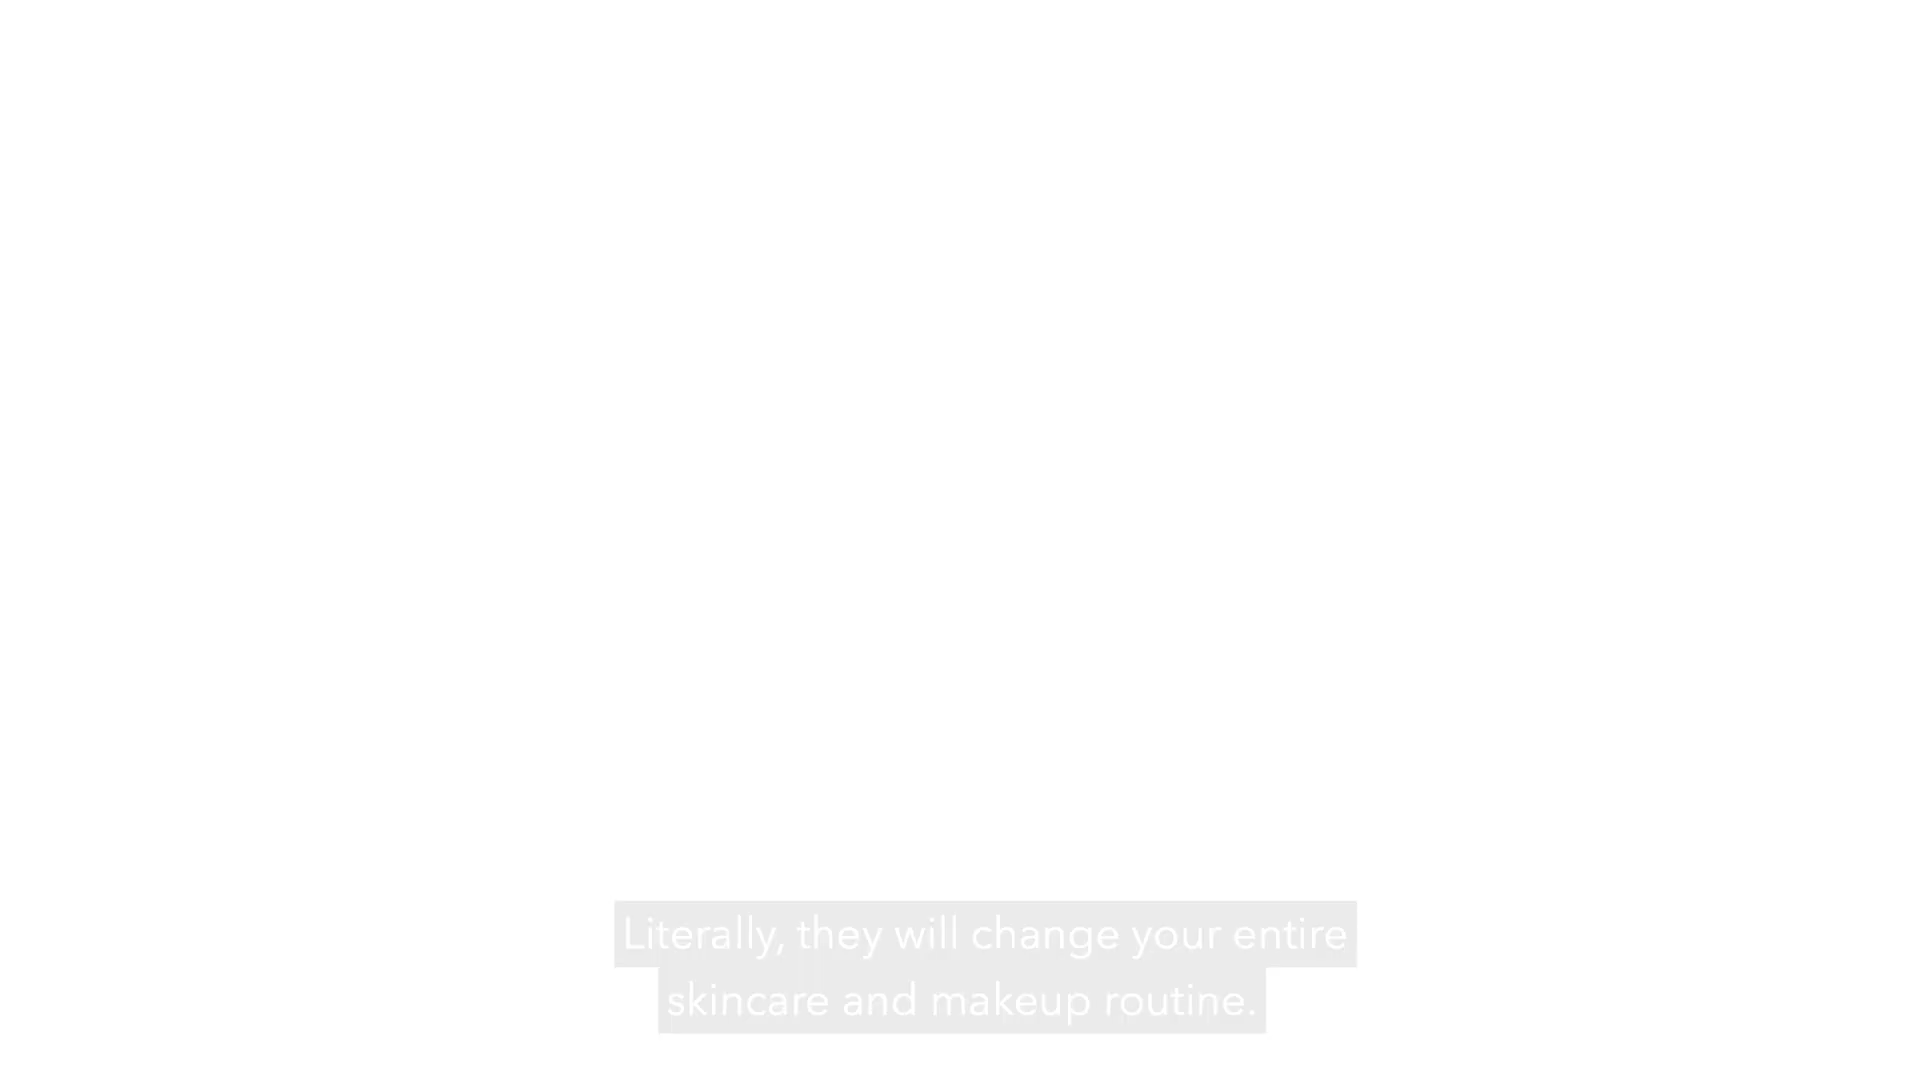 Literally, they will change your entire
skincare and makeup routine.